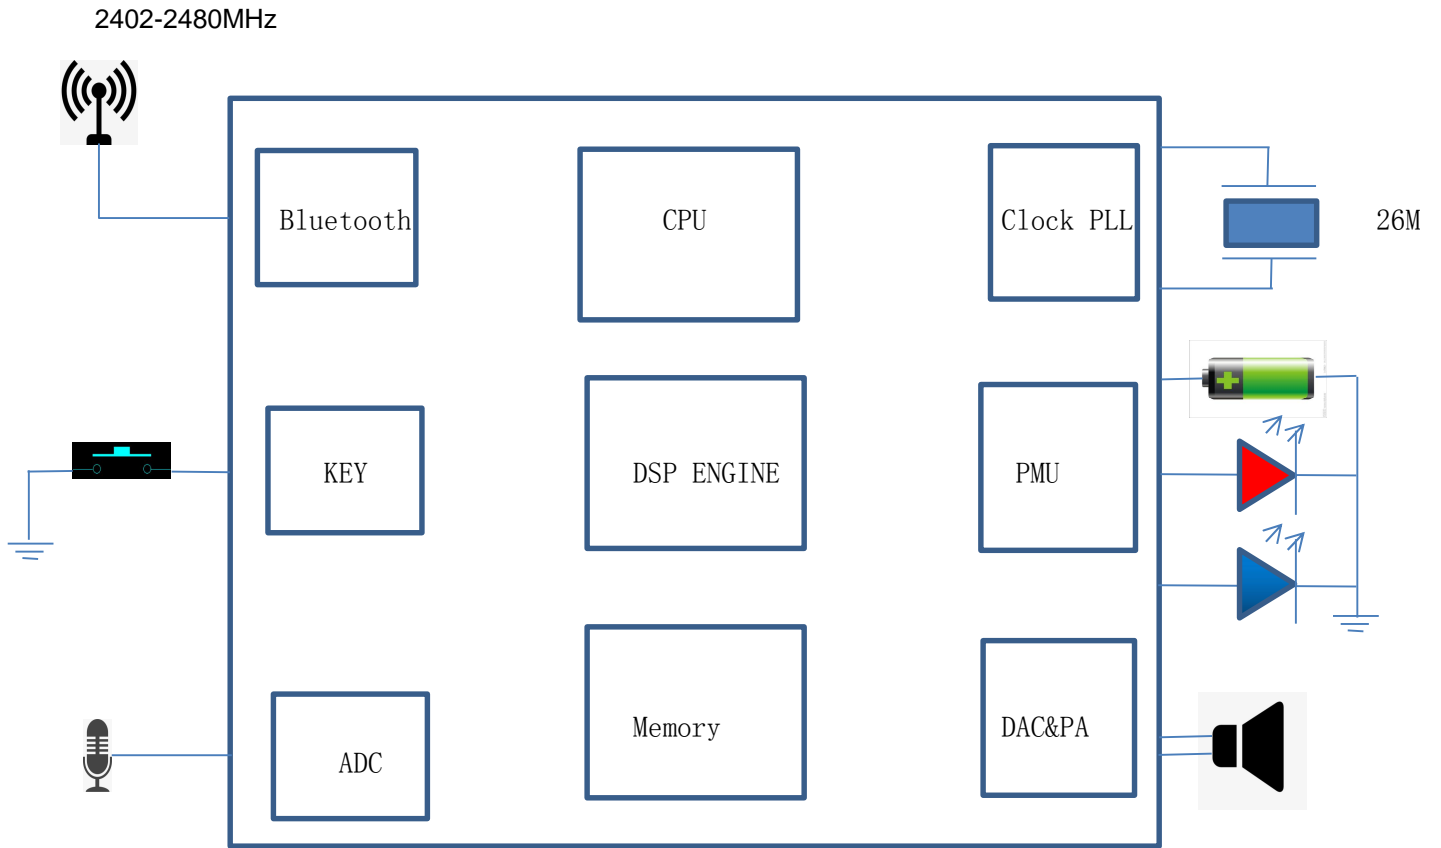 2402-2480MHz
Bluetooth
CPU
Clock PLL
26M
KEY
DSP ENGINE
PMU
ADC
Memory
DAC&PA